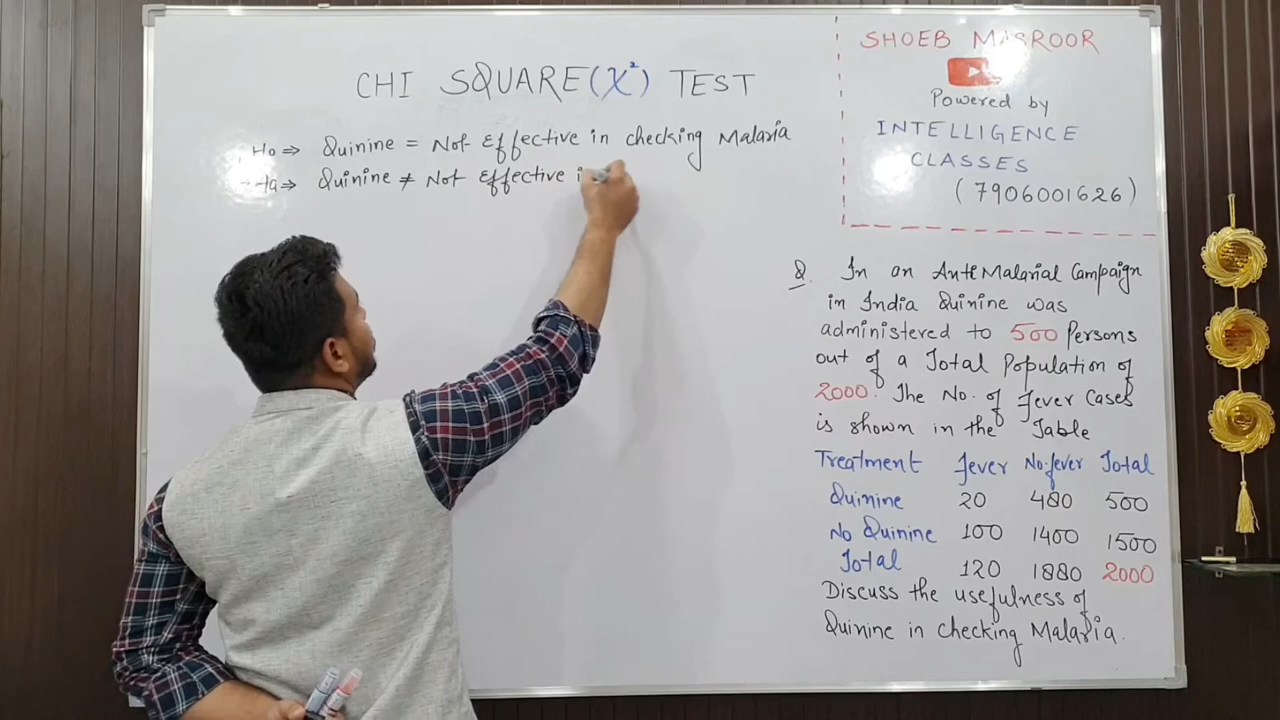 CHI SQUARE (χ²) TEST
Ho ⇒ Quinine = Not Effective in checking Malaria
Ha ⇒ Quinine ≠ Not Effective i
SHOEB MASROOR
Powered by
INTELLIGENCE
CLASSES
(7906001626)
Q. In an Anti Malarial Campaign
in India Quinine was
administered to 500 Persons
out of a Total Population of
2000. The No. of Fever Cases
is shown in the Table
Treatment Fever No-fever Total
Quinine 20 480 500
No Quinine 100 1400 1500
Total 120 1880 2000
Discuss the usefulness of
Quinine in checking Malaria.